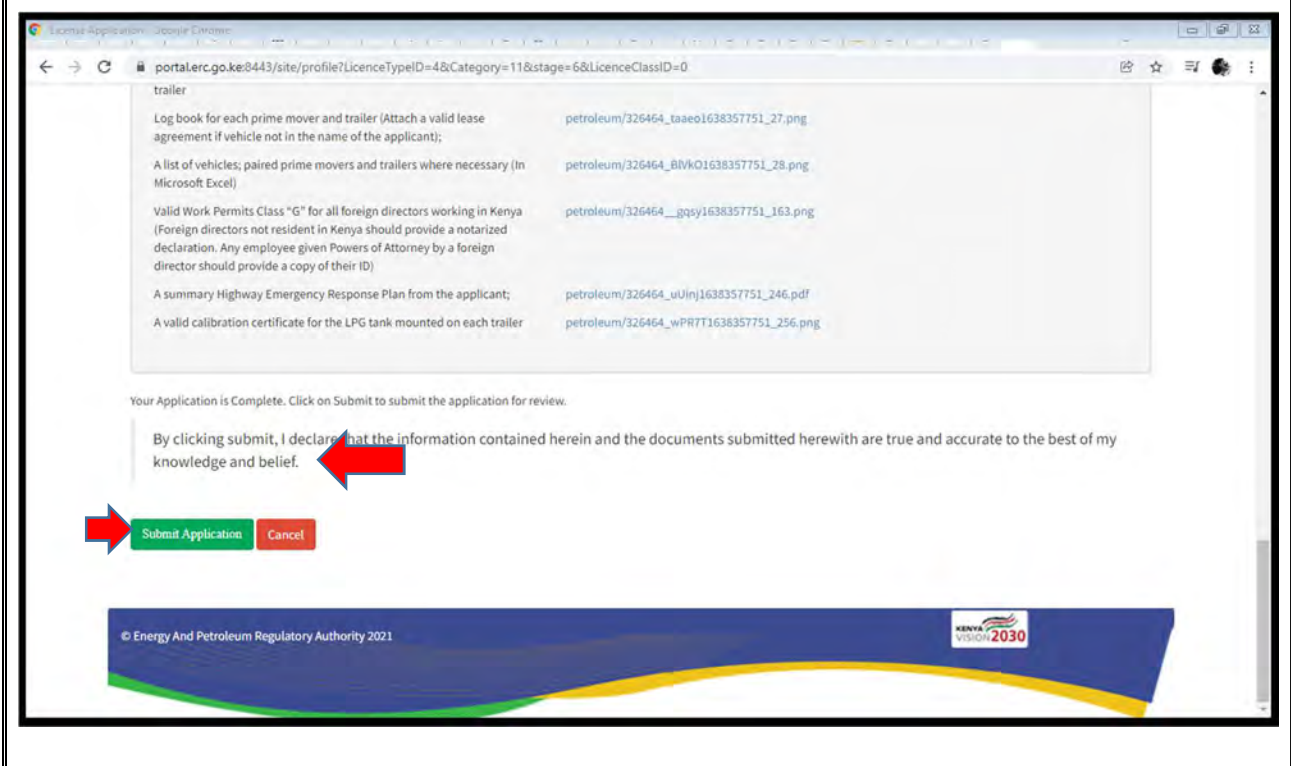 License Application - Google Chrome
portal.erc.go.ke:8443/site/profile?LicenceTypeID=4&Category=11&stage=6&LicenceClassID=0
trailer
Log book for each prime mover and trailer (Attach a valid lease
agreement if vehicle not in the name of the applicant);
petroleum/326464_taaeo1638357751_27.png
A list of vehicles; paired prime movers and trailers where necessary (In
Microsoft Excel)
petroleum/326464_BlVkO1638357751_28.png
Valid Work Permits Class "G" for all foreign directors working in Kenya
(Foreign directors not resident in Kenya should provide a notarized
declaration. Any employee given Powers of Attorney by a foreign
director should provide a copy of their ID)
petroleum/326464__gqsy1638357751_163.png
A summary Highway Emergency Response Plan from the applicant;
petroleum/326464_uUinj1638357751_246.pdf
A valid calibration certificate for the LPG tank mounted on each trailer
petroleum/326464_wPR7T1638357751_256.png
Your Application is Complete. Click on Submit to submit the application for review.
By clicking submit, I declare that the information contained herein and the documents submitted herewith are true and accurate to the best of my
knowledge and belief.
Submit Application
Cancel
© Energy And Petroleum Regulatory Authority 2021
KENYA
VISION 2030